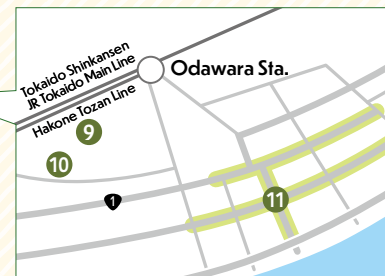 Tokaido Shinkansen
JR Tokaido Main Line
Odawara Sta.
Hakone Tozan Line
9
10
1
11